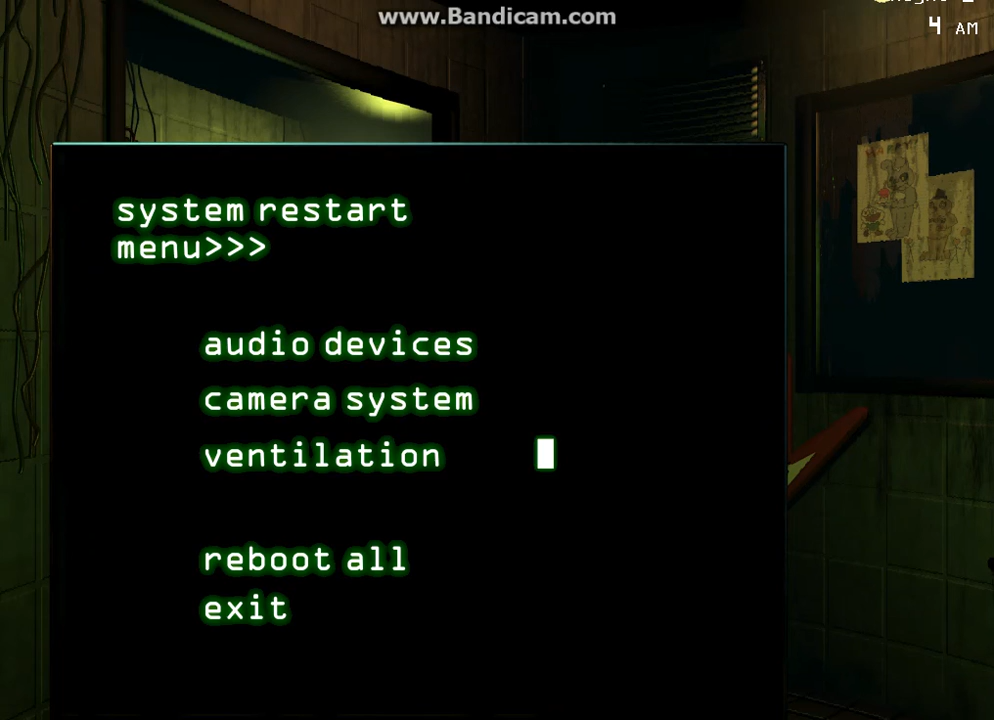 www.Bandicam.com
4 AM
system restart
menu>>>
audio devices
camera system
ventilation
reboot all
exit